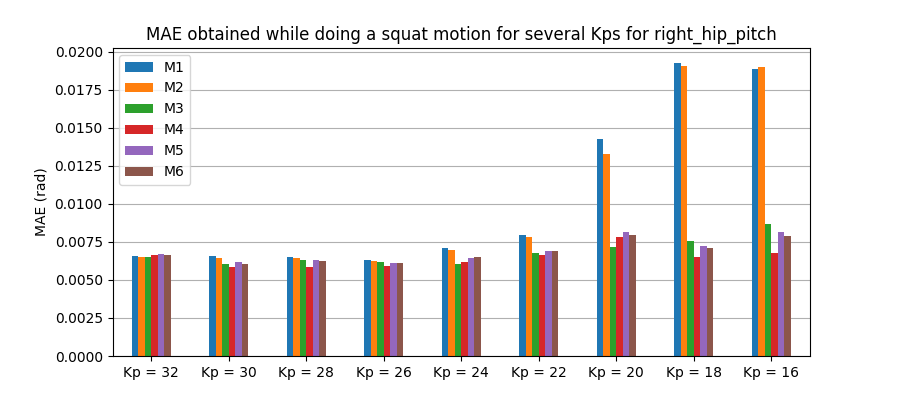 MAE obtained while doing a squat motion for several Kps for right_hip_pitch
0.0200
0.0175
0.0150
0.0125
0.0100
0.0075
0.0050
0.0025
0.0000
MAE (rad)
M1
M2
M3
M4
M5
M6
Kp = 32 Kp = 30 Kp = 28 Kp = 26 Kp = 24 Kp = 22 Kp = 20 Kp = 18 Kp = 16